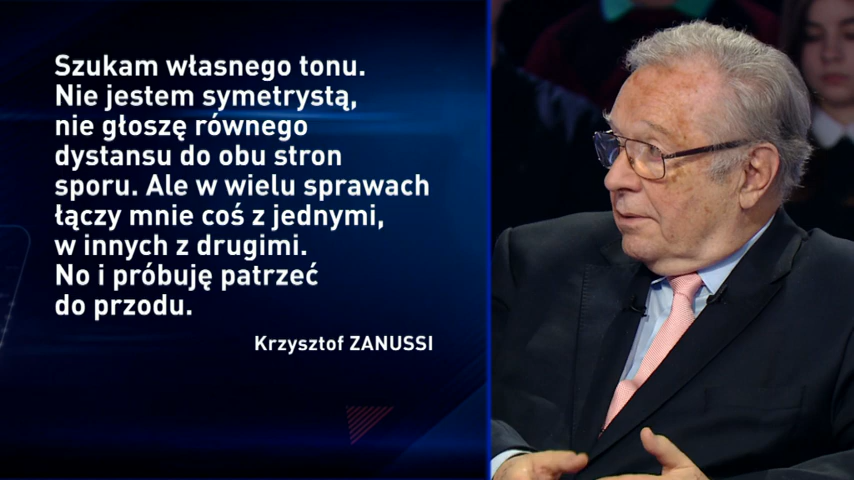 Szukam własnego tonu.
Nie jestem symetrystą,
nie głoszę równego
dystansu do obu stron
sporu. Ale w wielu sprawach
łączy mnie coś z jednymi,
w innych z drugimi.
No i próbuję patrzeć
do przodu.
Krzysztof ZANUSSI